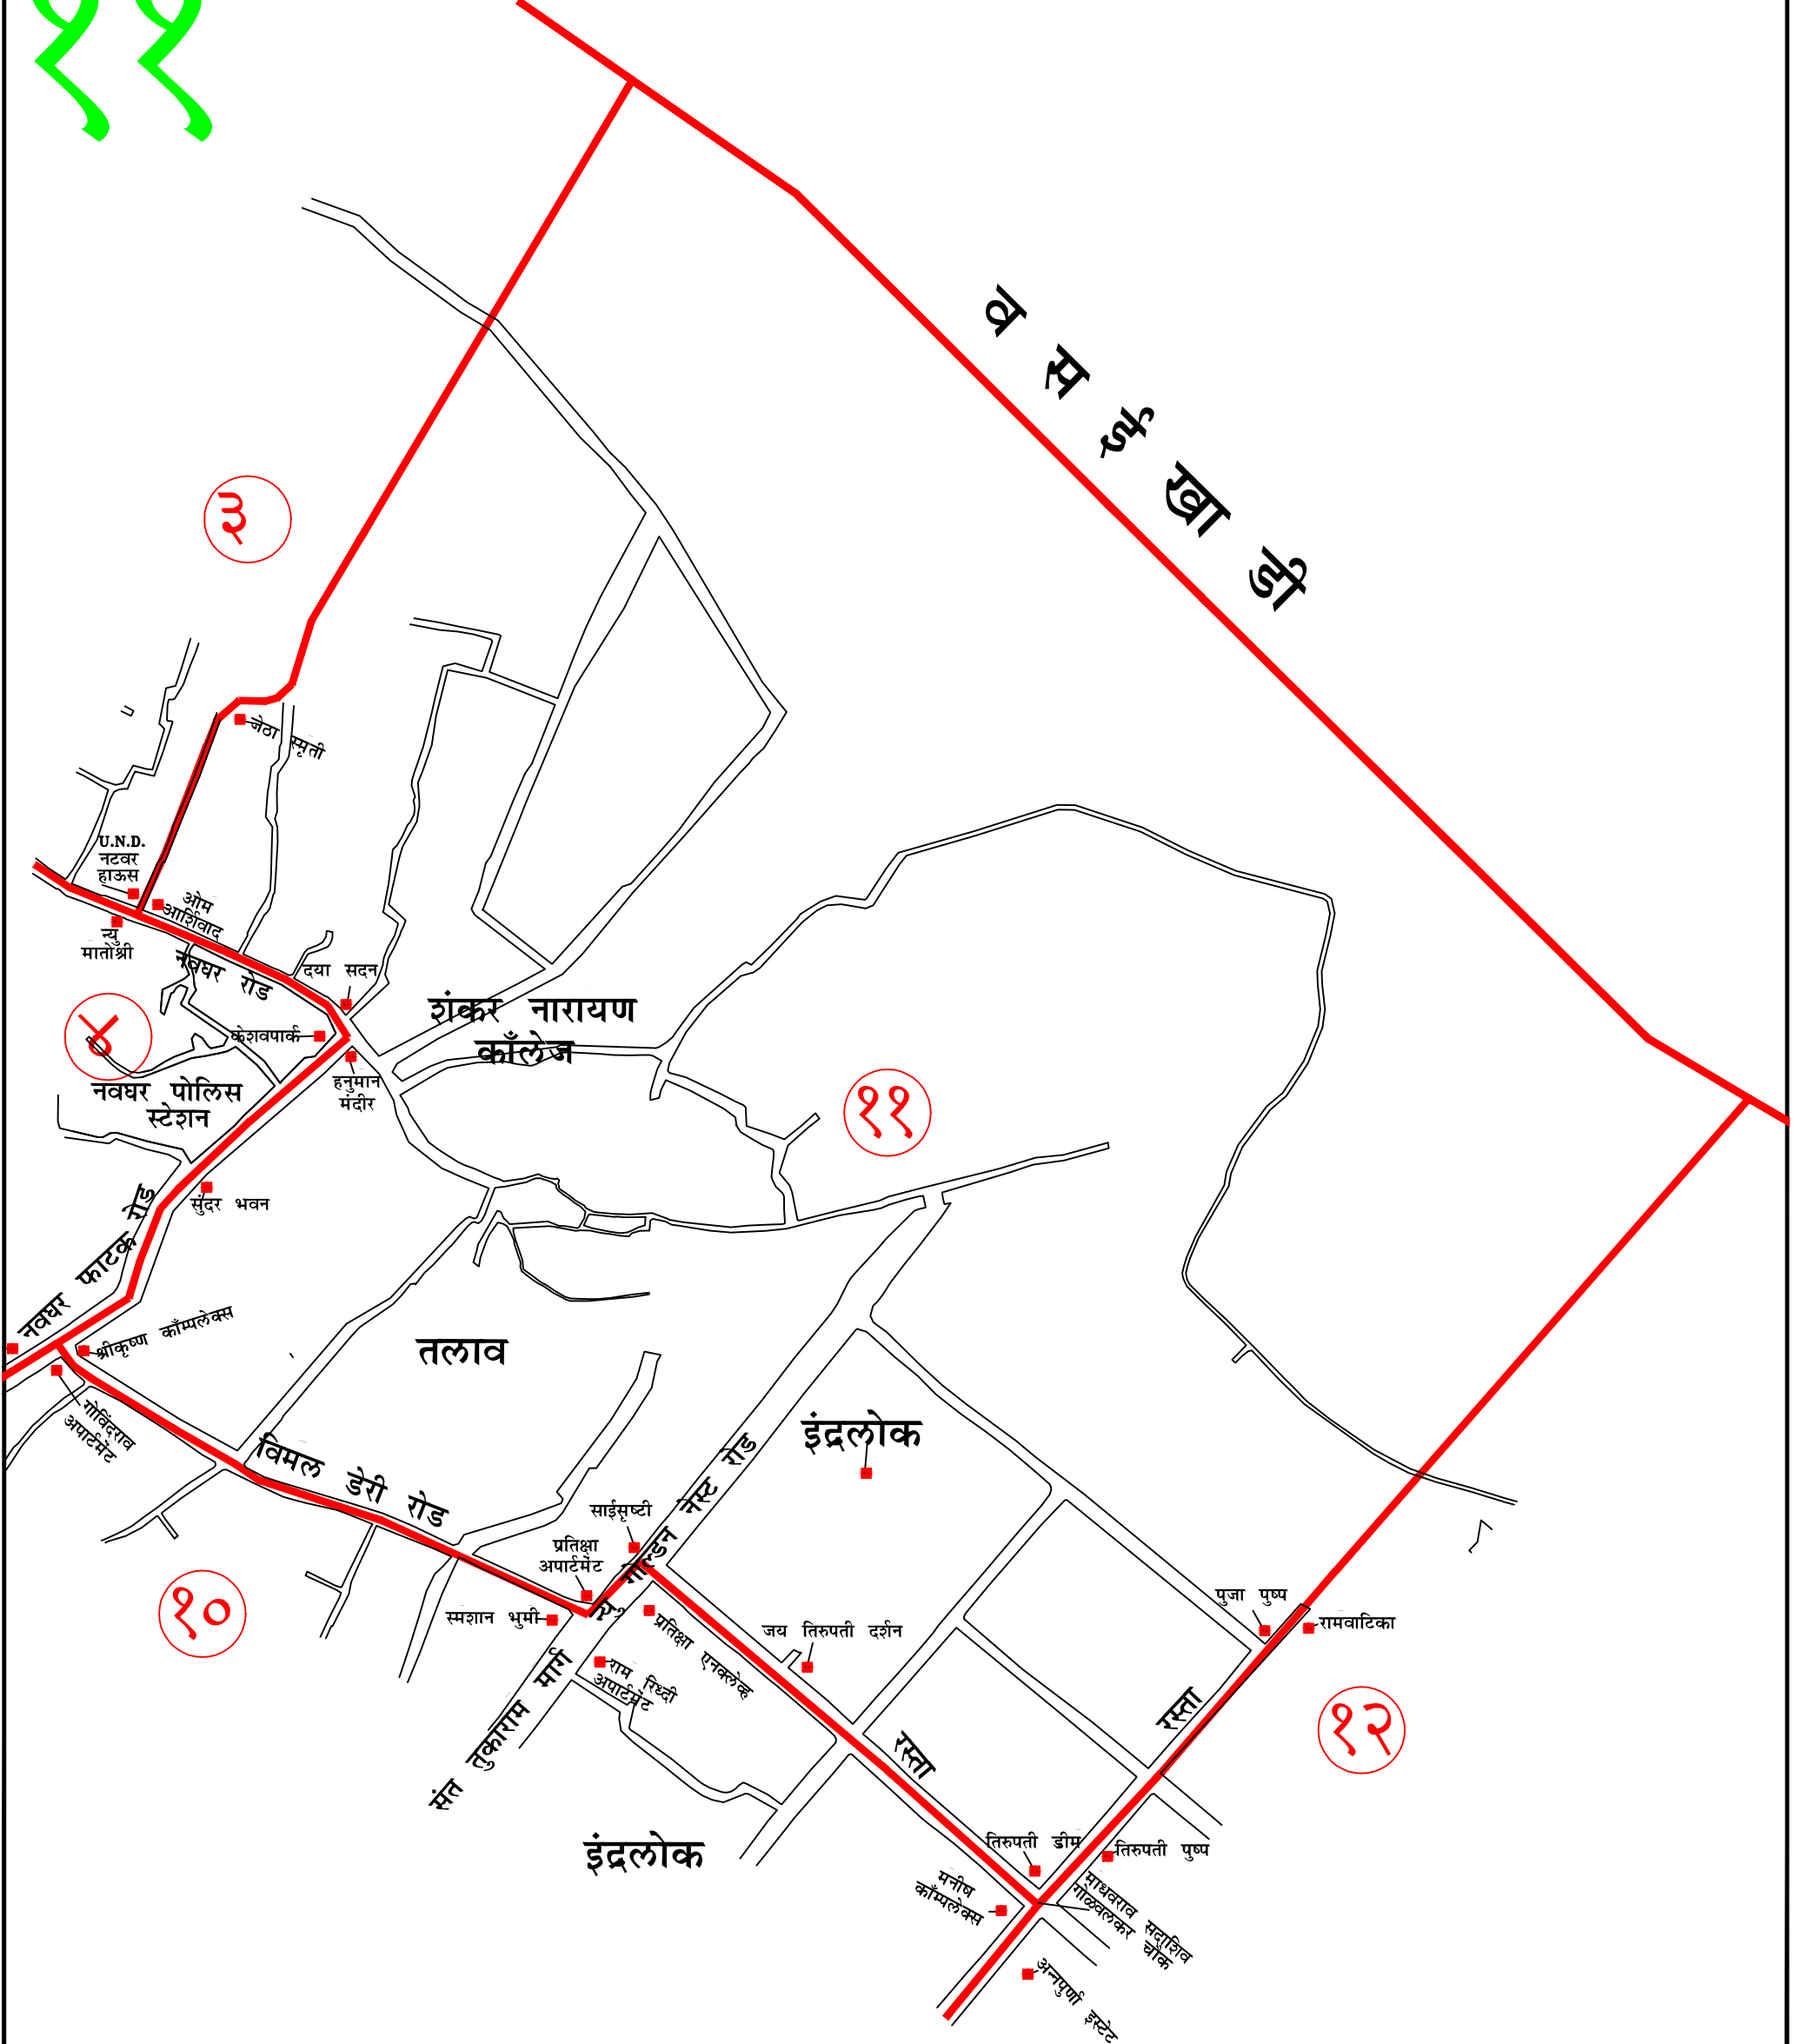 ११
व स ई खा डी
३
जेठा स्मृती
U.N.D.
नटवर
हाऊस
ओम
आर्शिवाद
न्यु
मातोश्री
नवघर रोड
दया सदन
शंकर नारायण
कॉलेज
४
केशवपार्क
हनुमान
मंदीर
नवघर पोलिस
स्टेशन
११
सुंदर भवन
नवघर फाटक रोड
श्रीकृष्ण कॉम्पलेक्स
तलाव
गोविंदराव
अपार्टमेंट
इंद्रलोक
विमल डेरी रोड
गोल्डन नेस्ट रोड
साईसृष्टी
प्रतिक्षा
अपार्टमेंट
१०
स्मशान भुमी
प्रतिक्षा एनक्लेव्ह
जय तिरुपती दर्शन
पुजा पुष्प
रामवाटिका
राम रिध्दी
अपार्टमेंट
संत तुकाराम मार्ग
रस्ता
रस्ता
१२
इंद्रलोक
तिरुपती डीम
तिरुपती पुष्प
मनीष
कॉम्पलेक्स
माधवराव सदाशिव
गोळवलकर चौक
अन्नपुर्णा इस्टेट